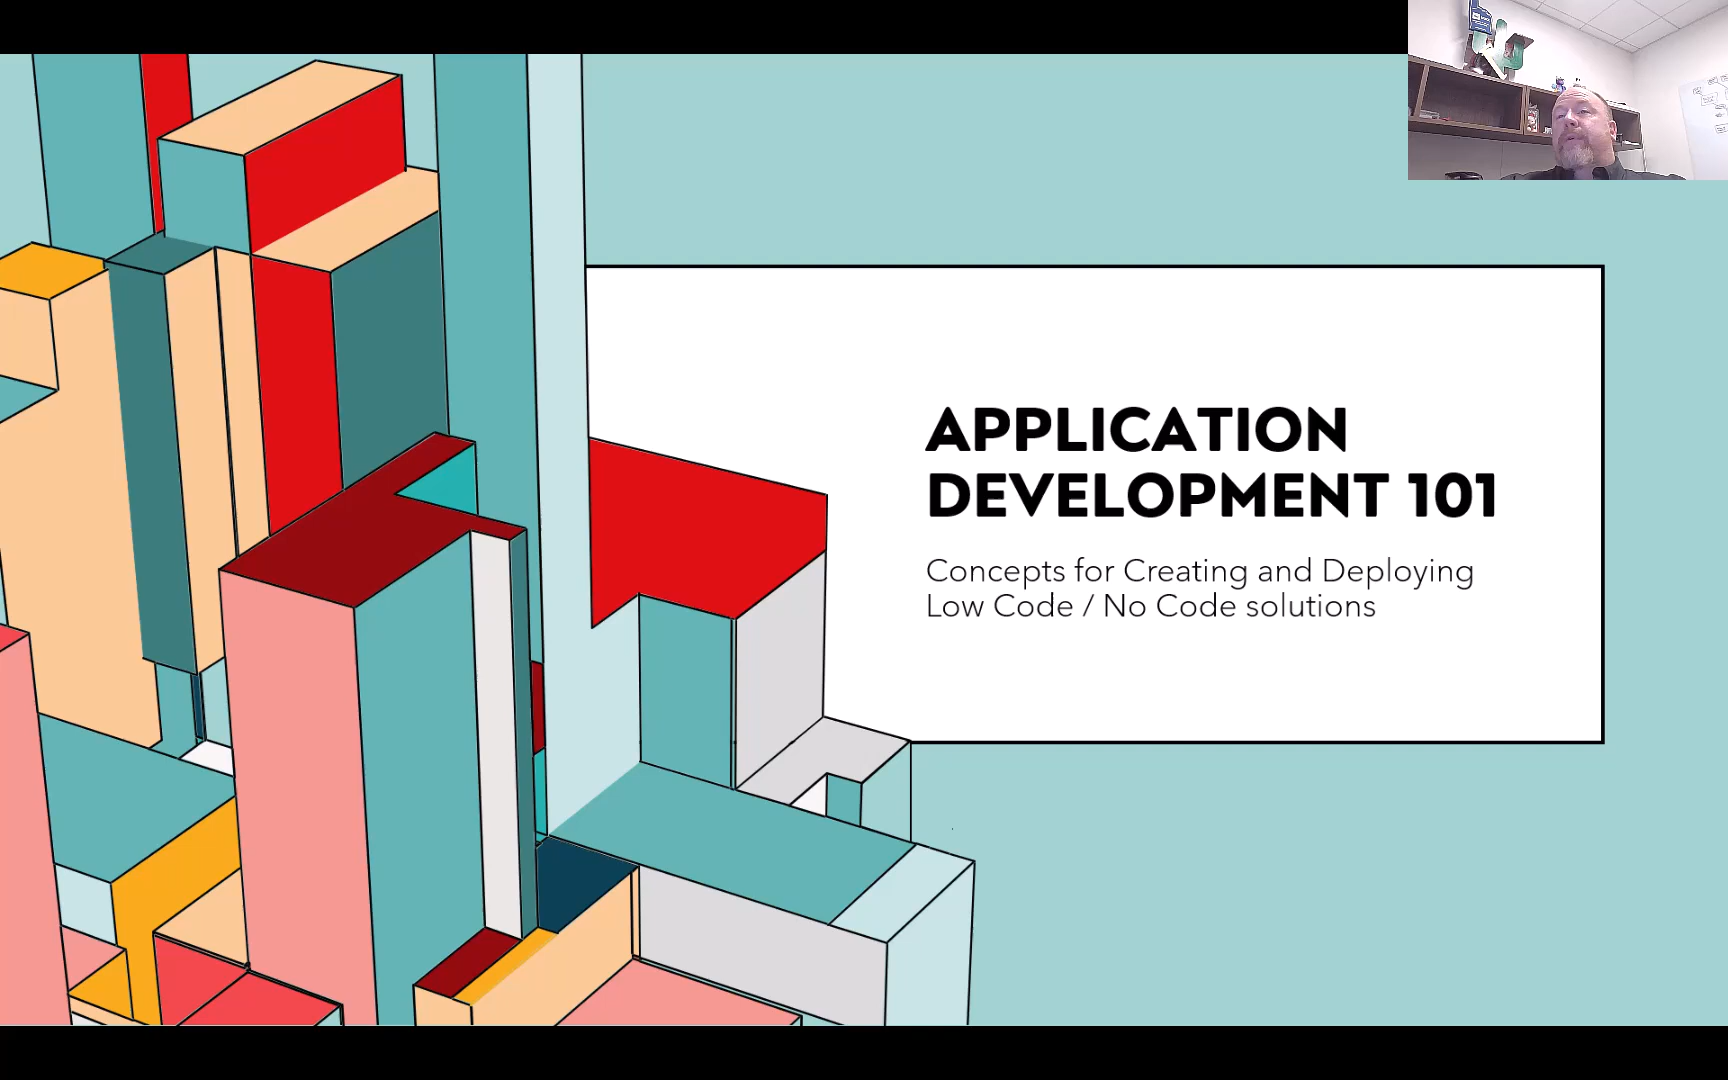 APPLICATION
DEVELOPMENT 101
Concepts for Creating and Deploying
Low Code / No Code solutions